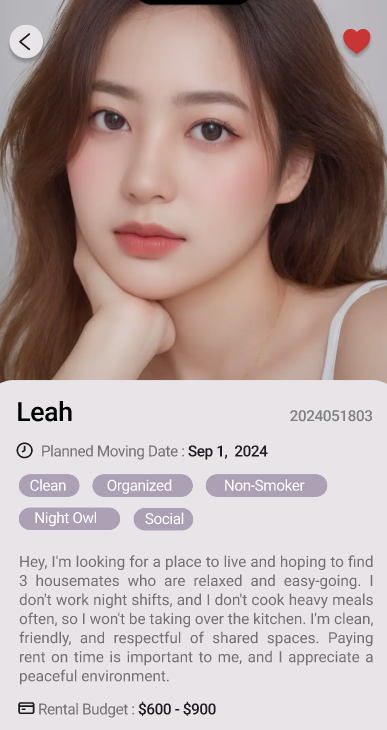 Leah
2024051803
Planned Moving Date : Sep 1, 2024
Clean Organized Non-Smoker
Night Owl Social
Hey, I'm looking for a place to live and hoping to find
3 housemates who are relaxed and easy-going. I
don't work night shifts, and I don't cook heavy meals
often, so I won't be taking over the kitchen. I'm clean,
friendly, and respectful of shared spaces. Paying
rent on time is important to me, and I appreciate a
peaceful environment.
Rental Budget : $600 - $900